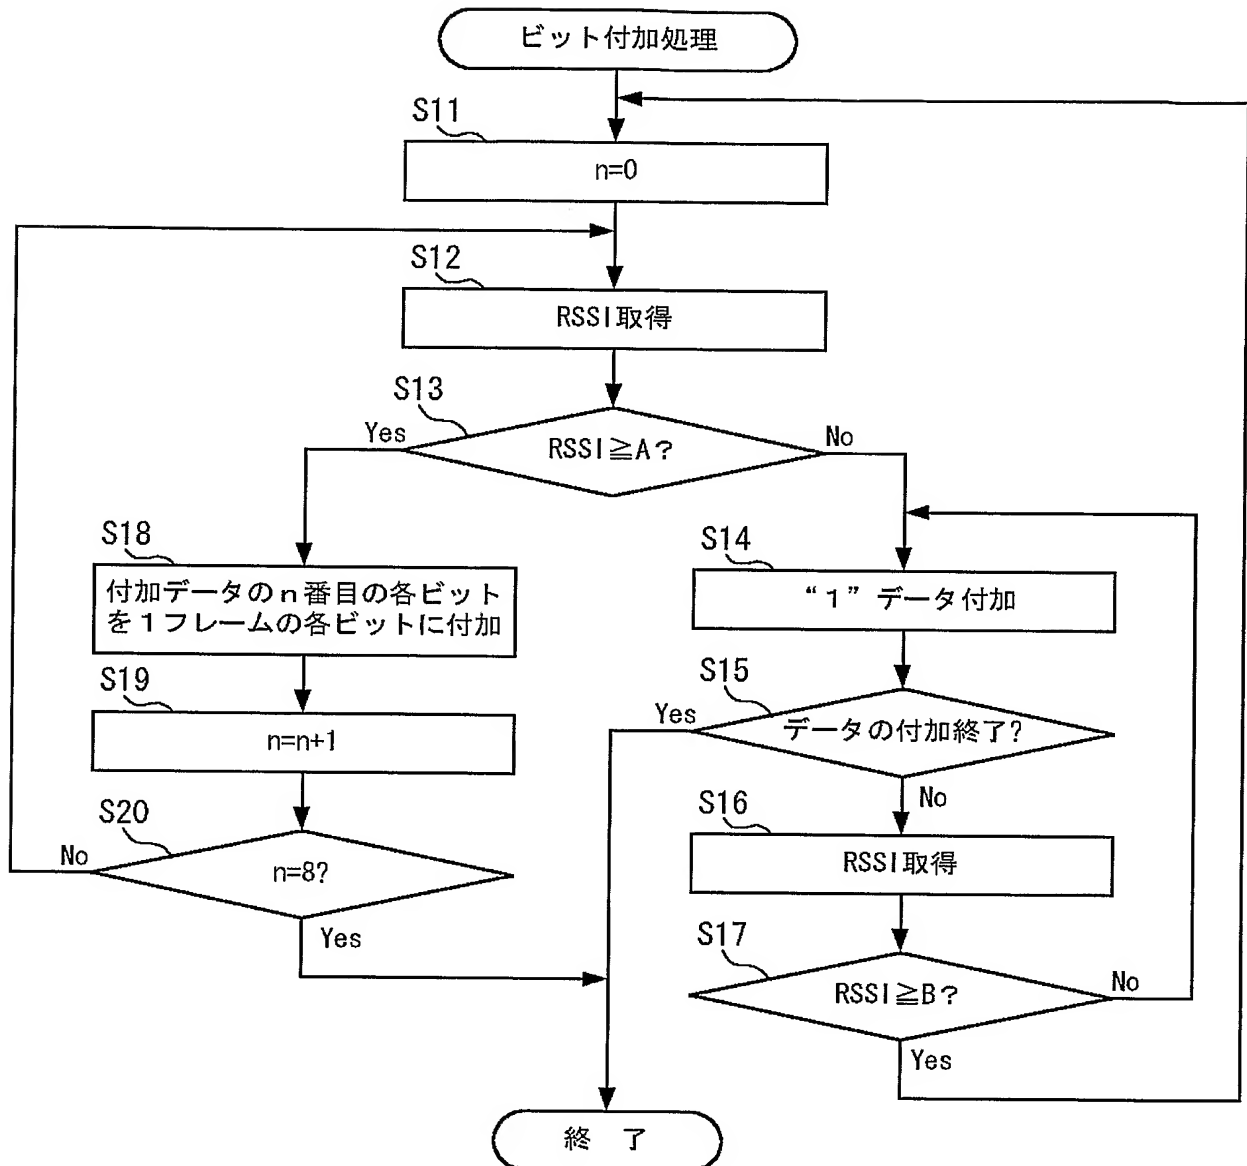 ビット付加処理
S11
n=0
S12
RSSI取得
S13
RSSI≧A?
Yes
No
S18
付加データのn番目の各ビット
を1フレームの各ビットに付加
S14
“1”データ付加
S19
n=n+1
S15
データの付加終了?
Yes
No
S20
n=8?
No
Yes
S16
RSSI取得
S17
RSSI≧B?
No
Yes
終 了